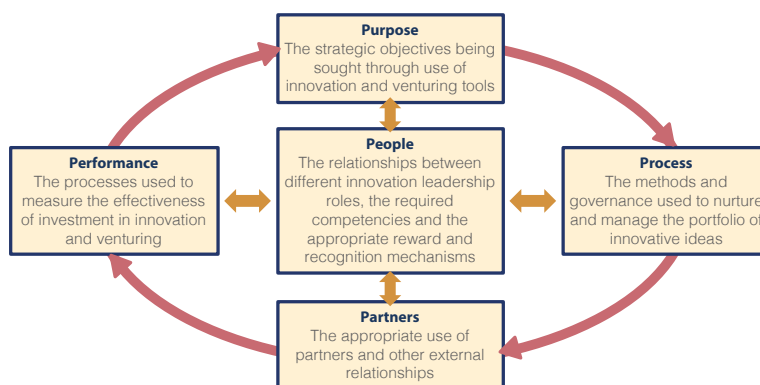 Purpose
The strategic objectives being
sought through use of
innovation and venturing tools
Performance
The processes used to
measure the effectiveness
of investment in innovation
and venturing
People
The relationships between
different innovation leadership
roles, the required
competencies and the
appropriate reward and
recognition mechanisms
Process
The methods and
governance used to nurture
and manage the portfolio of
innovative ideas
Partners
The appropriate use of
partners and other external
relationships